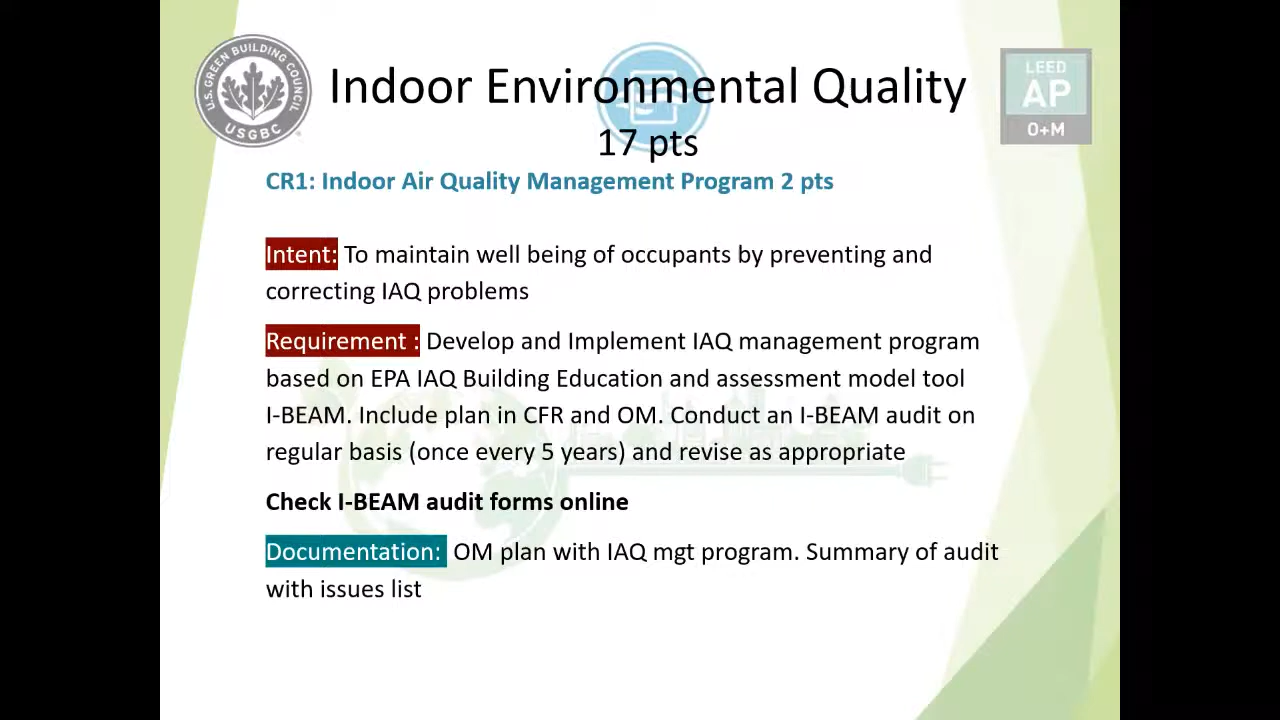 U.S. GREEN BUILDING COUNCIL
USGBC
LEED
AP
O+M
Indoor Environmental Quality
17 pts
CR1: Indoor Air Quality Management Program 2 pts
Intent: To maintain well being of occupants by preventing and
correcting IAQ problems
Requirement : Develop and Implement IAQ management program
based on EPA IAQ Building Education and assessment model tool
I-BEAM. Include plan in CFR and OM. Conduct an I-BEAM audit on
regular basis (once every 5 years) and revise as appropriate
Check I-BEAM audit forms online
Documentation: OM plan with IAQ mgt program. Summary of audit
with issues list